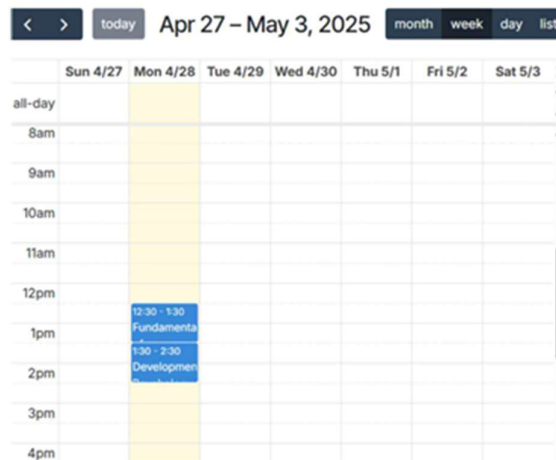 < > today Apr 27 – May 3, 2025 month week day
Sun 4/27 Mon 4/28 Tue 4/29 Wed 4/30 Thu 5/1 Fri 5/2 Sat 5/3
all-day
8am
9am
10am
11am
12pm
12:30 - 1:30
Fundamenta
1pm
1:30 - 2:30
Developmen
2pm
3pm
4pm